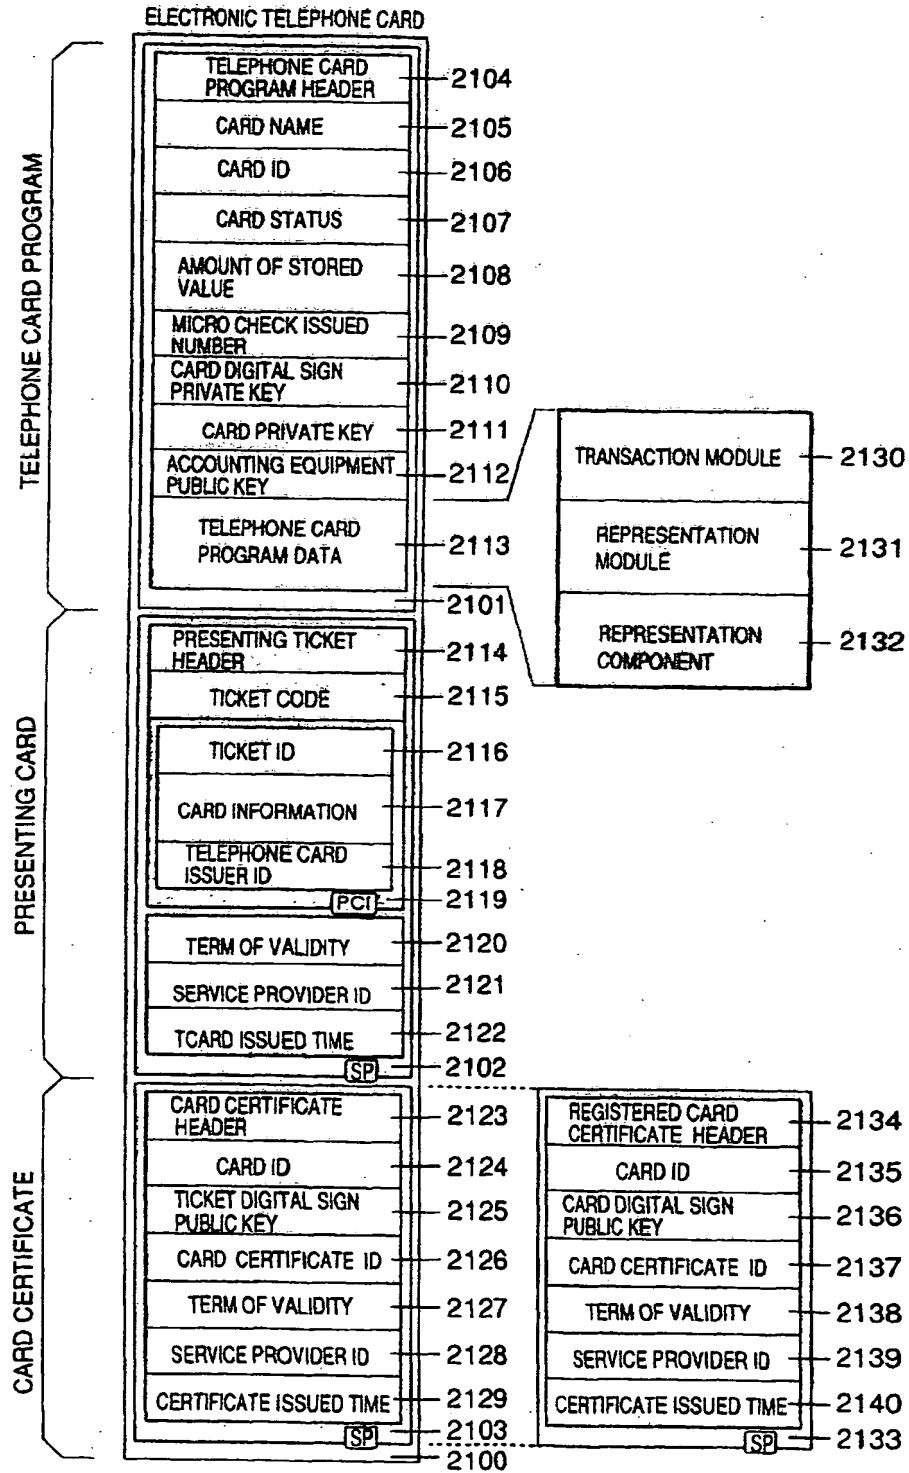 ELECTRONIC TELEPHONE CARD
TELEPHONE CARD PROGRAM
TELEPHONE CARD
PROGRAM HEADER
2104
CARD NAME
2105
CARD ID
2106
CARD STATUS
2107
AMOUNT OF STORED
VALUE
2108
MICRO CHECK ISSUED
NUMBER
2109
CARD DIGITAL SIGN
PRIVATE KEY
2110
CARD PRIVATE KEY
2111
ACCOUNTING EQUIPMENT
PUBLIC KEY
2112
TELEPHONE CARD
PROGRAM DATA
2113
2101
TRANSACTION MODULE
2130
REPRESENTATION
MODULE
2131
REPRESENTATION
COMPONENT
2132
PRESENTING CARD
PRESENTING TICKET
HEADER
2114
TICKET CODE
2115
TICKET ID
2116
CARD INFORMATION
2117
TELEPHONE CARD
ISSUER ID
2118
PCI
2119
TERM OF VALIDITY
2120
SERVICE PROVIDER ID
2121
TCARD ISSUED TIME
2122
SP
2102
CARD CERTIFICATE
CARD CERTIFICATE
HEADER
2123
CARD ID
2124
TICKET DIGITAL SIGN
PUBLIC KEY
2125
CARD CERTIFICATE ID
2126
TERM OF VALIDITY
2127
SERVICE PROVIDER ID
2128
CERTIFICATE ISSUED TIME
2129
SP
2103
2100
REGISTERED CARD
CERTIFICATE HEADER
2134
CARD ID
2135
CARD DIGITAL SIGN
PUBLIC KEY
2136
CARD CERTIFICATE ID
2137
TERM OF VALIDITY
2138
SERVICE PROVIDER ID
2139
CERTIFICATE ISSUED TIME
2140
SP
2133